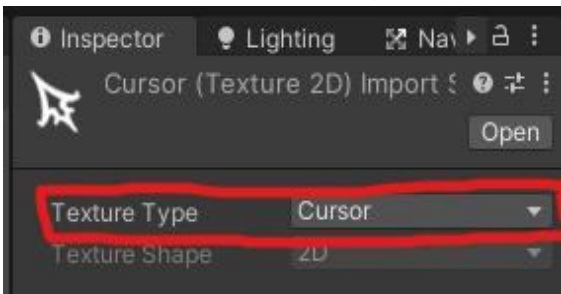 Inspector Lighting Nav
Cursor (Texture 2D) Import S
Open
Texture Type Cursor
Texture Shape 2D